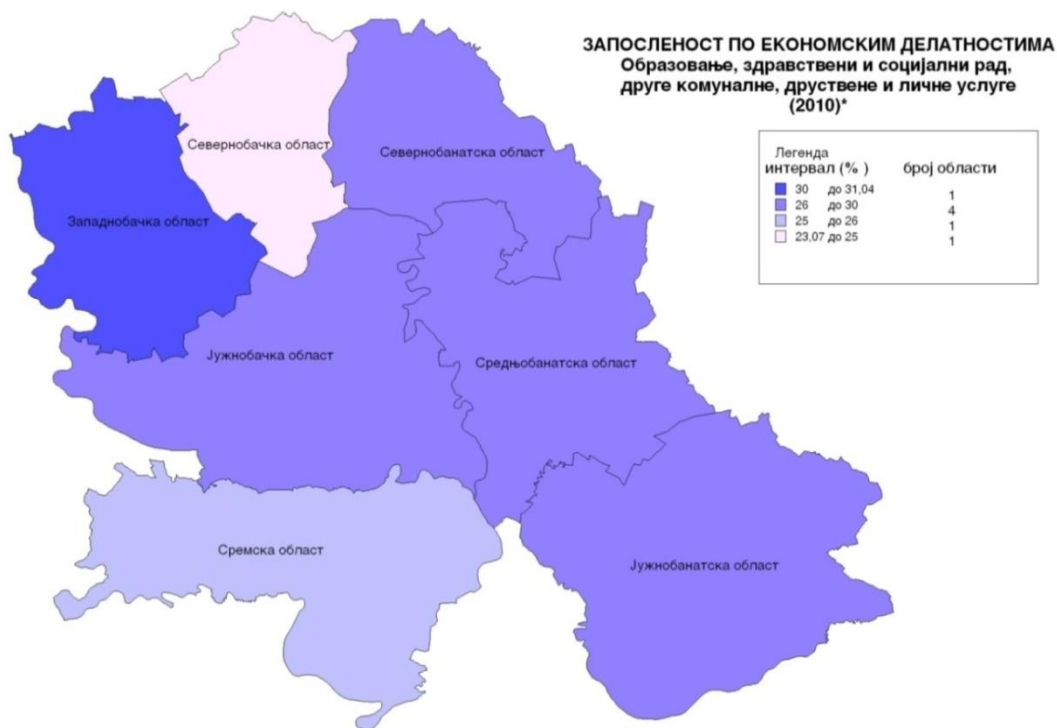 ЗАПОСЛЕНОСТ ПО ЕКОНОМСКИМ ДЕЛАТНОСТИМА
Образовање, здравствени и социјални рад,
друге комуналне, друствене и личне услуге
(2010)*
Легенда
интервал (% ) број области
30 до 31,04 1
26 до 30 4
25 до 26 1
23,07 до 25 1
Севернобачка област
Севернобанатска област
Западнобачка област
Јужнобачка област
Средњобанатска област
Сремска област
Јужнобанатска област